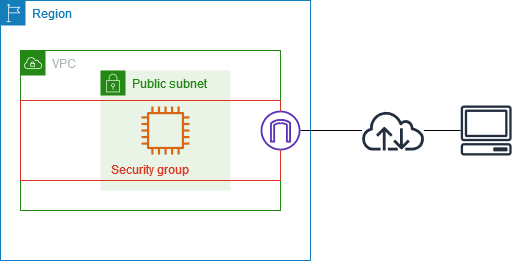 Region
VPC
Public subnet
Security group